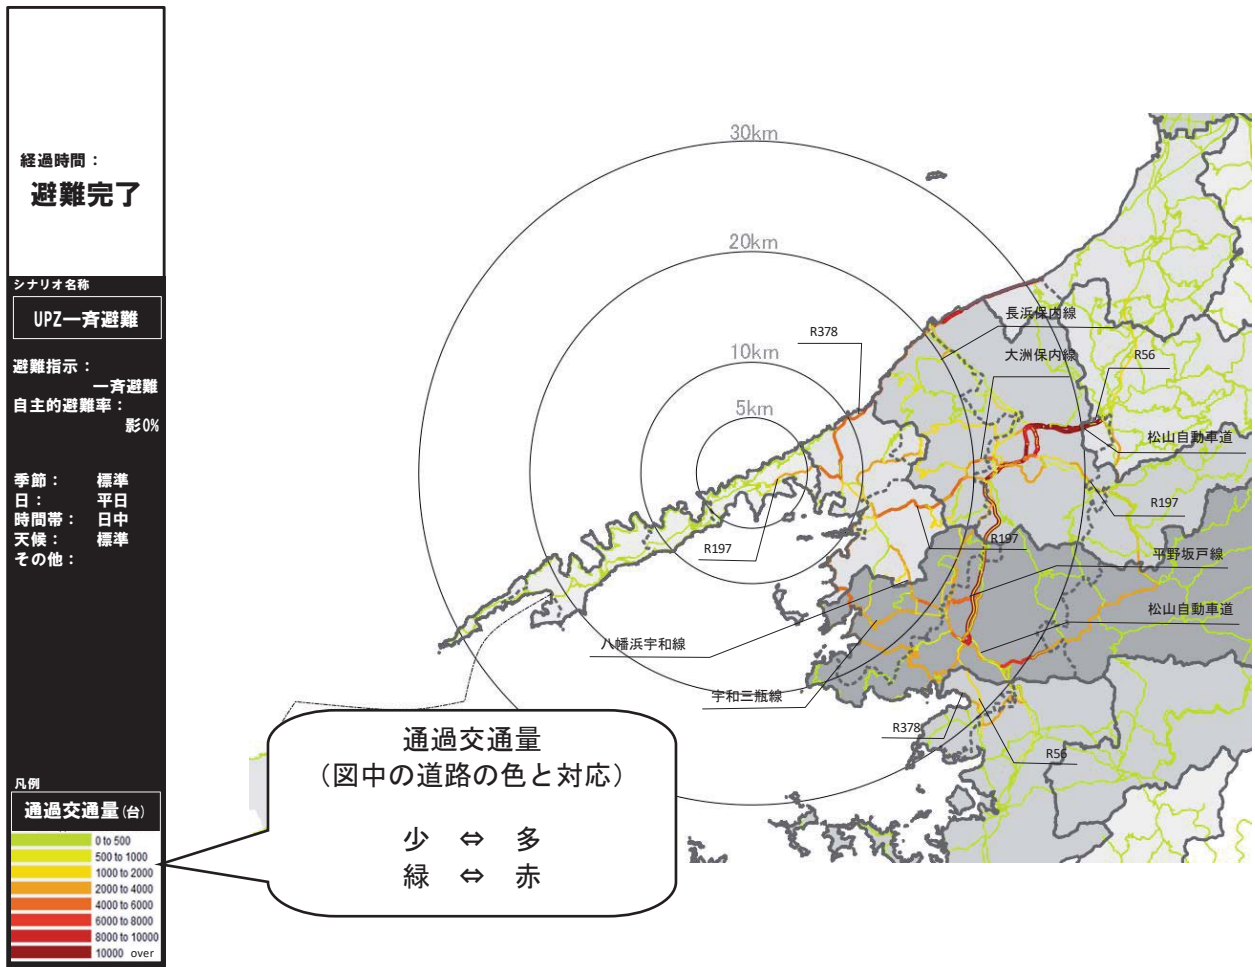 経過時間：
避難完了
シナリオ名称
UPZ一斉避難
避難指示：
一斉避難
自主的避難率：
影0%
季節： 標準
日： 平日
時間帯： 日中
天候： 標準
その他：
凡例
通過交通量(台)
0 to 500
500 to 1000
1000 to 2000
2000 to 4000
4000 to 6000
6000 to 8000
8000 to 10000
10000 over
30km
20km
10km
5km
R378
長浜保内線
大洲保内線
R56
松山自動車道
R197
R197
R197
平野坂戸線
松山自動車道
八幡浜宇和線
宇和三瓶線
R378
R56
通過交通量
（図中の道路の色と対応）
少 ⇔ 多
緑 ⇔ 赤